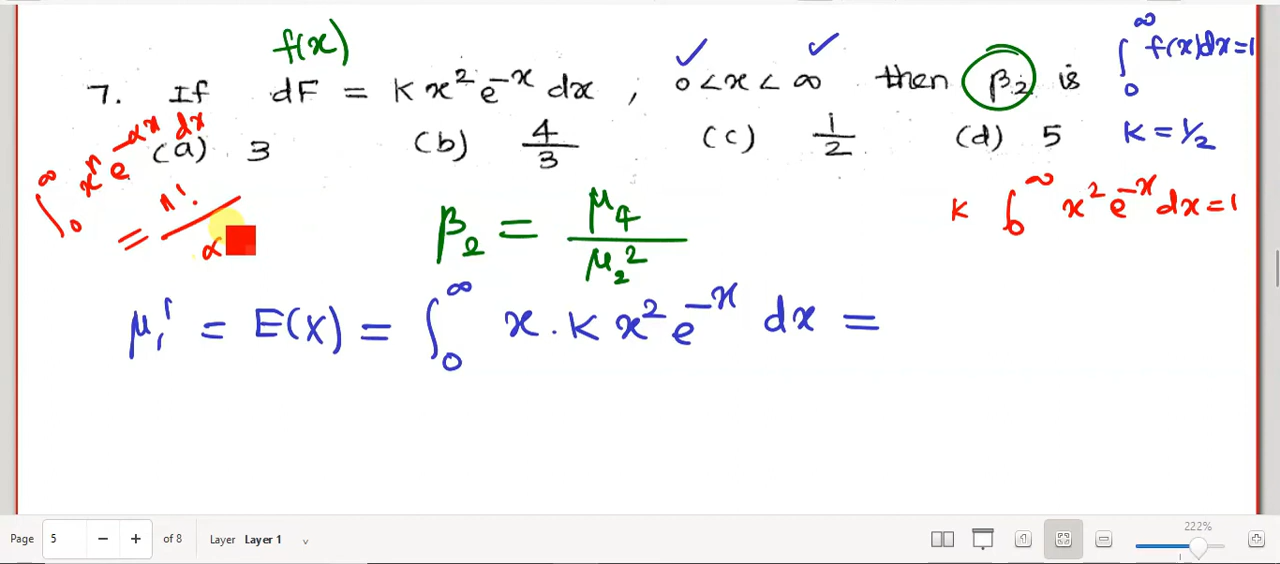 f(x)
7. If dF = K x² e^{-x} dx , 0 < x < ∞ then β₂ is
(a) 3 (b) 4/3 (c) 1/2 (d) 5
∫₀^∞ f(x)dx = 1
K = 1/2
K ∫₀^∞ x² e^{-x} dx = 1
∫₀^∞ xⁿ e^{-αx} dx
= n! / α
β₂ = μ₄ / μ₂²
μ₁' = E(X) = ∫₀^∞ x · K x² e^{-x} dx =
Page 5 of 8 Layer Layer 1 222%